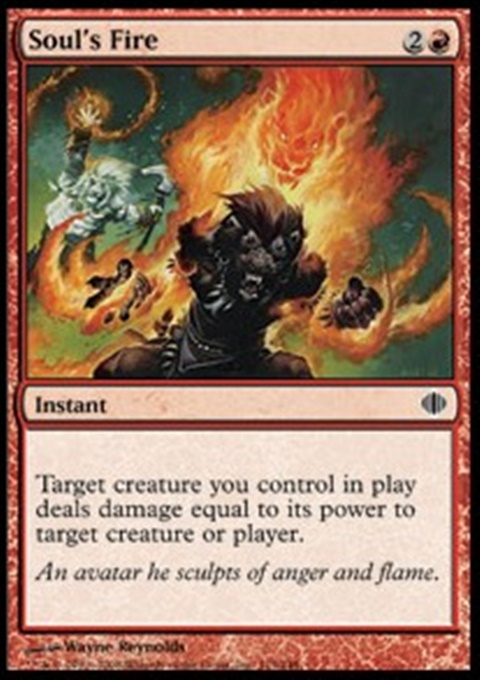 Soul's Fire 2
Instant
Target creature you control in play
deals damage equal to its power to
target creature or player.
An avatar he sculpts of anger and flame.
Wayne Reynolds